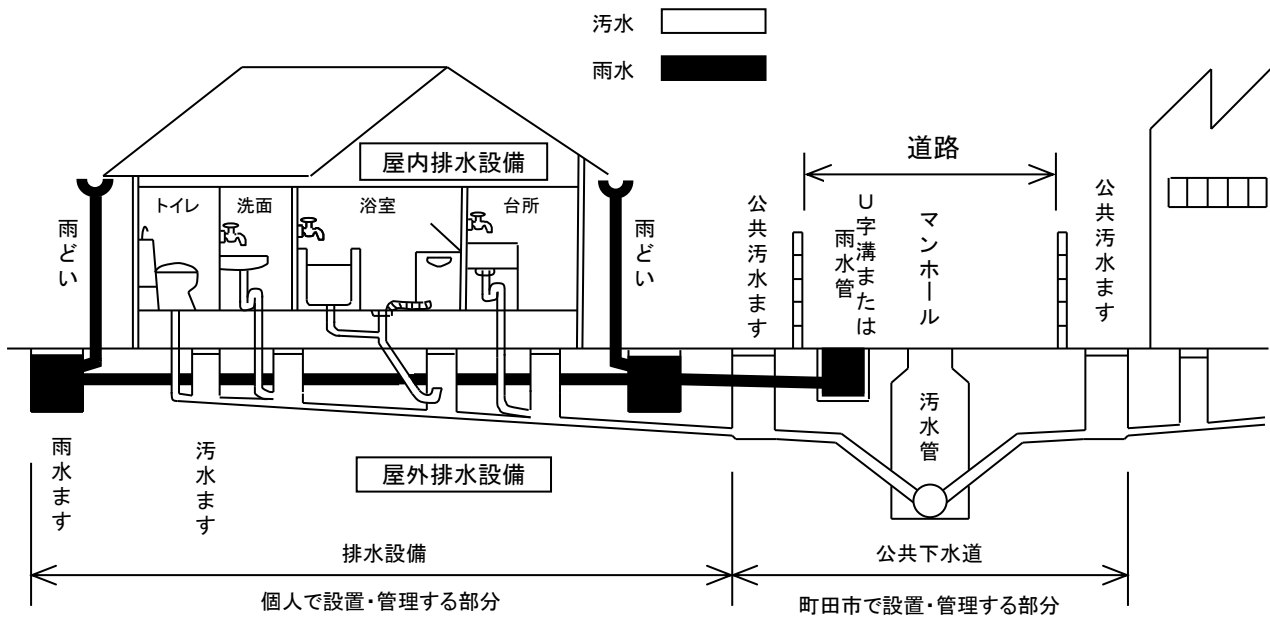 汚水
雨水
屋内排水設備
トイレ
洗面
浴室
台所
雨どい
雨どい
公共汚水ます
道路
U字溝または
雨水管
マンホール
公共汚水ます
汚水管
雨水ます
汚水ます
屋外排水設備
排水設備
公共下水道
個人で設置・管理する部分
町田市で設置・管理する部分